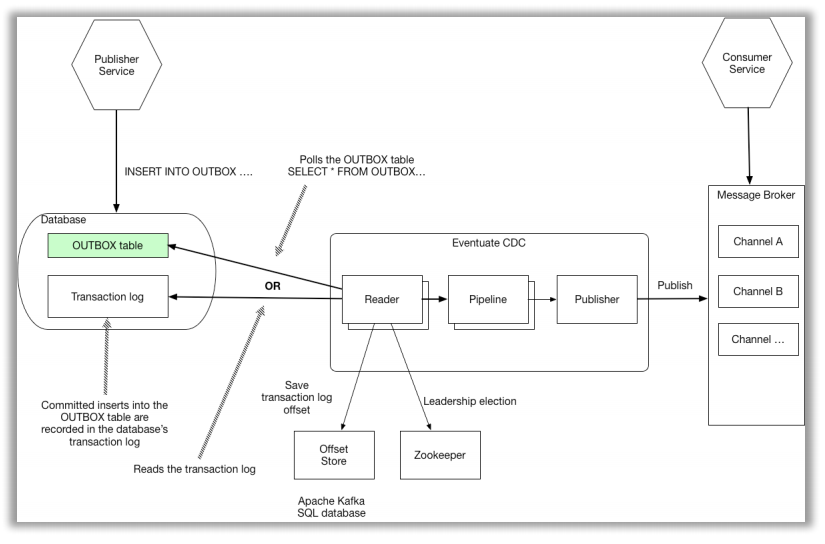 Publisher
Service
Consumer
Service
INSERT INTO OUTBOX ....
Polls the OUTBOX table
SELECT * FROM OUTBOX...
Message Broker
Database
OUTBOX table
Eventuate CDC
Channel A
Transaction log
OR
Reader
Pipeline
Publisher
Publish
Channel B
Channel ...
Save
transaction log
offset
Leadership election
Committed inserts into the
OUTBOX table are
recorded in the database's
transaction log
Reads the transaction log
Offset
Store
Zookeeper
Apache Kafka
SQL database